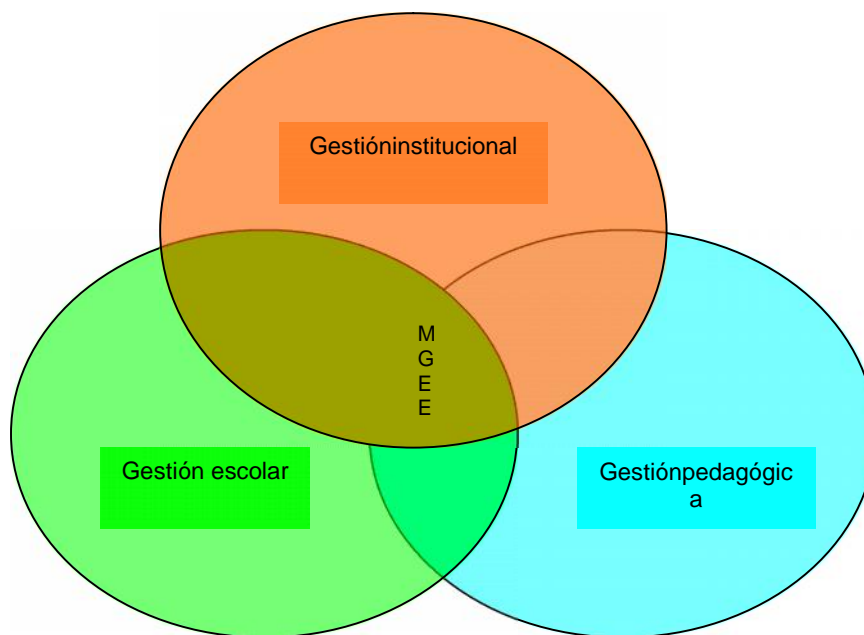 Gestióninstitucional
M
G
E
E
Gestión escolar
Gestiónpedagógic
a